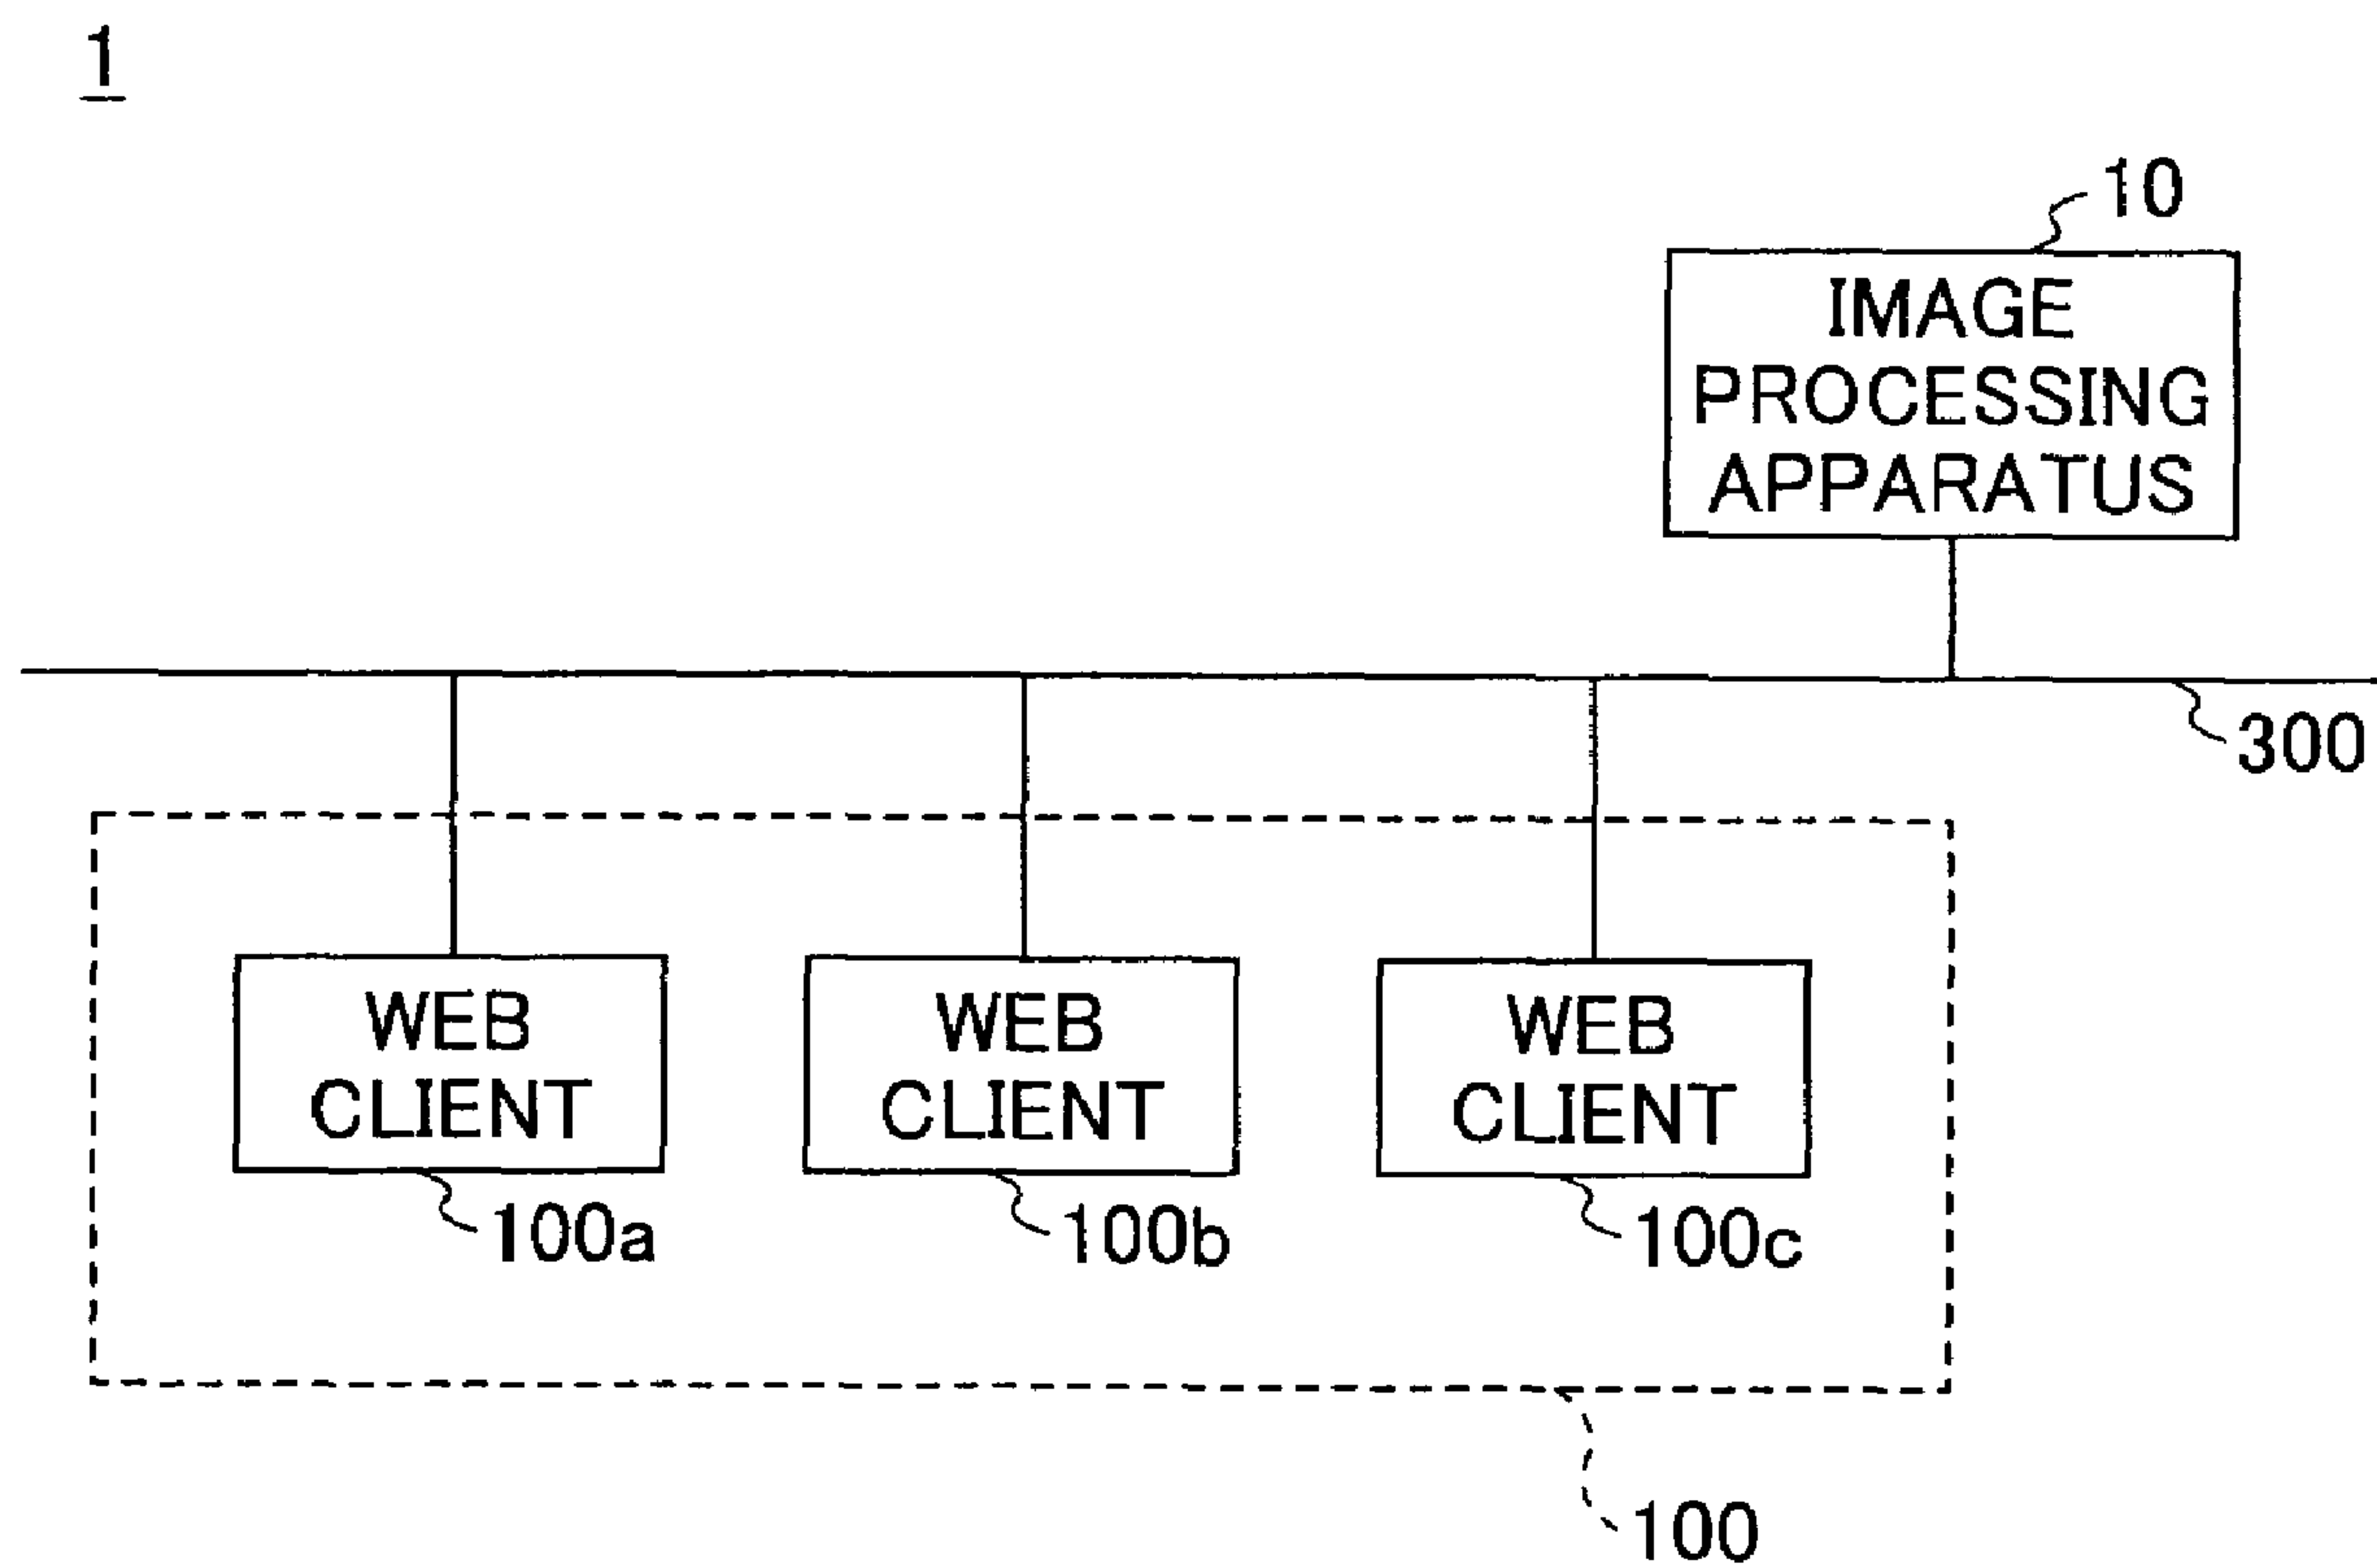 1
10
IMAGE
PROCESSING
APPARATUS
300
WEB
CLIENT
100a
WEB
CLIENT
100b
WEB
CLIENT
100c
100